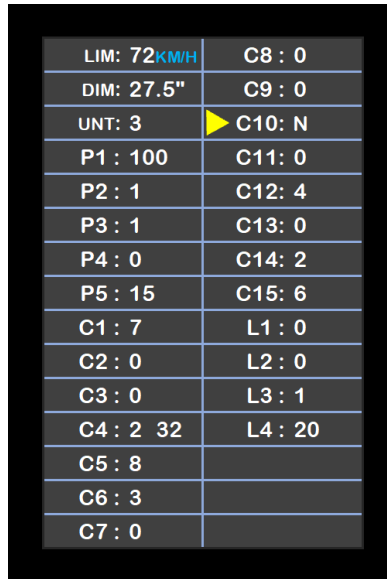 LIM: 72KM/H
DIM: 27.5"
UNT: 3
P1 : 100
P2 : 1
P3 : 1
P4 : 0
P5 : 15
C1 : 7
C2 : 0
C3 : 0
C4 : 2 32
C5 : 8
C6 : 3
C7 : 0
C8 : 0
C9 : 0
C10: N
C11: 0
C12: 4
C13: 0
C14: 2
C15: 6
L1 : 0
L2 : 0
L3 : 1
L4 : 20